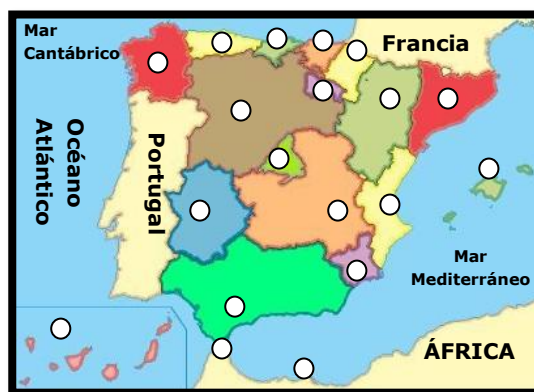 Mar
Cantábrico
Francia
Océano
Atlántico
Portugal
Mar
Mediterráneo
ÁFRICA